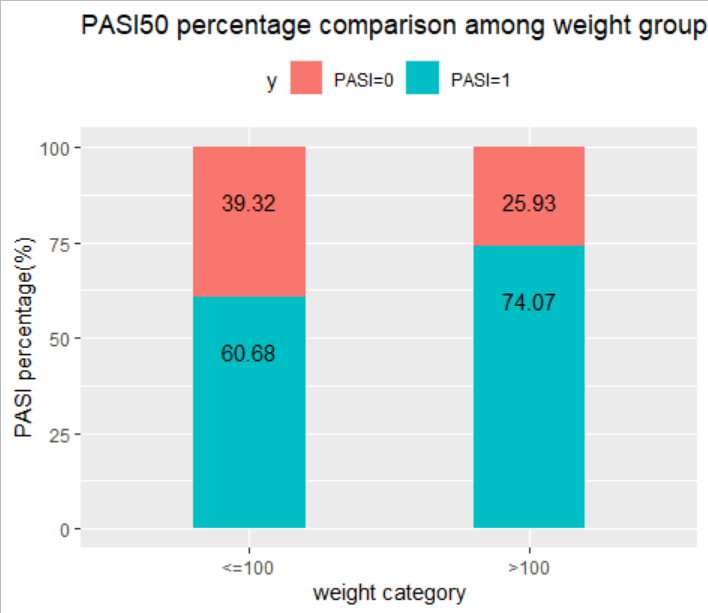 PASI50 percentage comparison among weight group
y PASI=0 PASI=1
PASI percentage(%)
100
75
50
25
0
39.32
25.93
60.68
74.07
<=100
>100
weight category